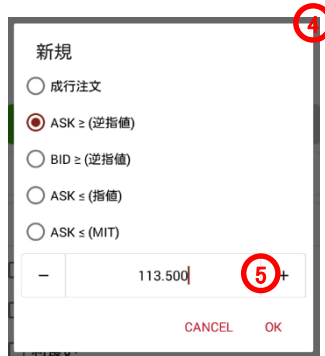 ④
新規
成行注文
ASK ≥ (逆指値)
BID ≥ (逆指値)
ASK ≤ (指値)
ASK ≤ (MIT)
− 113.500 ⑤ +
CANCEL OK